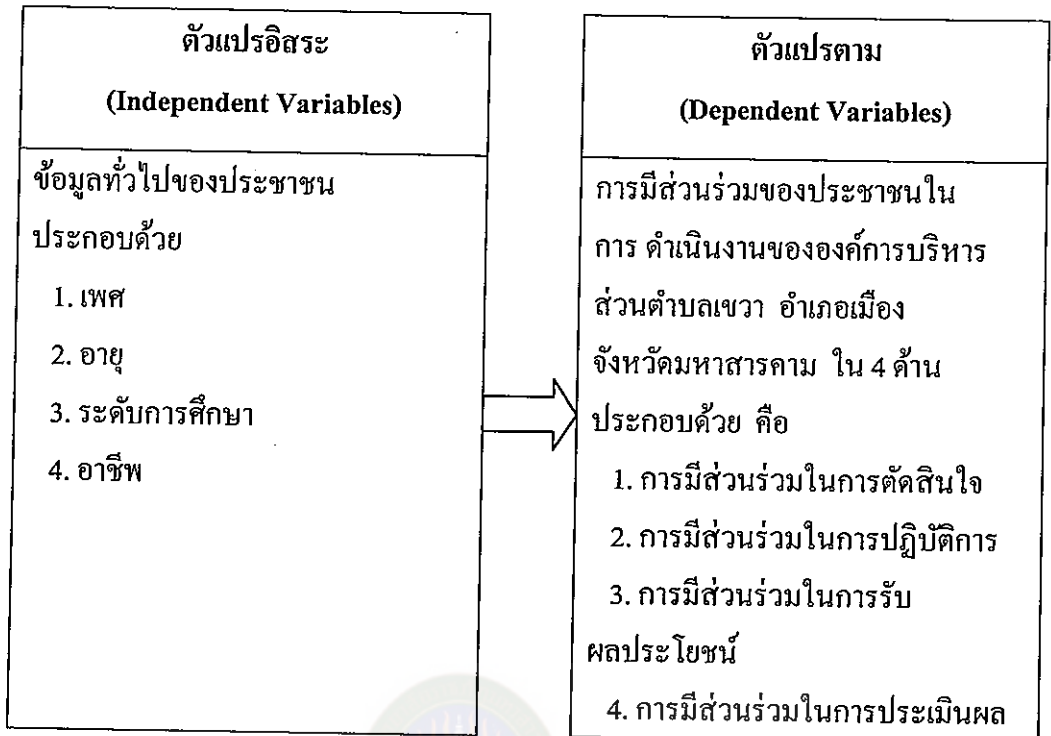 ตัวแปรอิสระ
(Independent Variables)
ข้อมูลทั่วไปของประชาชน
ประกอบด้วย
1. เพศ
2. อายุ
3. ระดับการศึกษา
4. อาชีพ
ตัวแปรตาม
(Dependent Variables)
การมีส่วนร่วมของประชาชนใน
การ ดำเนินงานขององค์การบริหาร
ส่วนตำบลเขวา อำเภอเมือง
จังหวัดมหาสารคาม ใน 4 ด้าน
ประกอบด้วย คือ
1. การมีส่วนร่วมในการตัดสินใจ
2. การมีส่วนร่วมในการปฏิบัติการ
3. การมีส่วนร่วมในการรับ
ผลประโยชน์
4. การมีส่วนร่วมในการประเมินผล